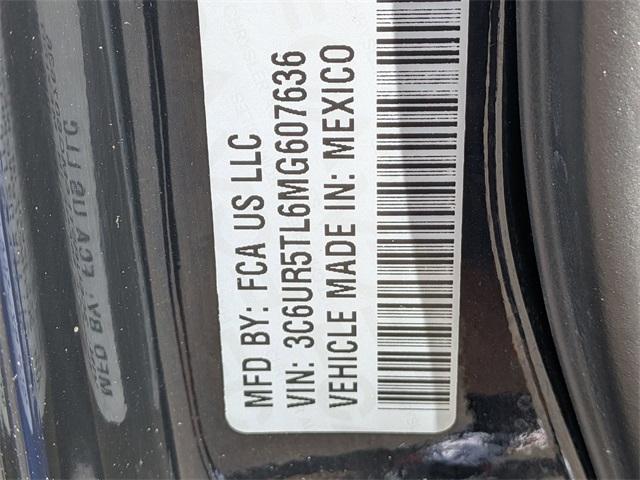 MFD BY: FCA US LLC
VIN: 3C6UR5TL6MG607636
VEHICLE MADE IN: MEXICO